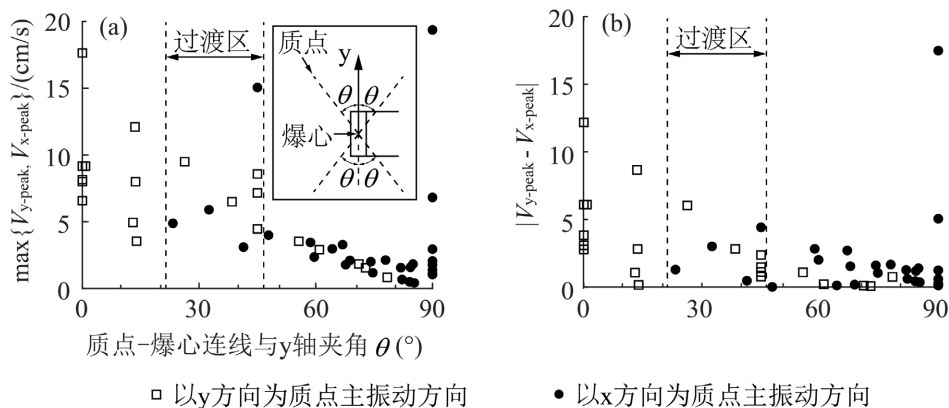 (a)
过渡区
质点
y
θ θ
爆心
θ θ
max{Vy-peak, Vx-peak}/(cm/s)
20
15
10
5
0
0 30 60 90
质点-爆心连线与y轴夹角 θ (°)
(b)
过渡区
|Vy-peak - Vx-peak|
20
15
10
5
0
0 30 60 90
□ 以y方向为质点主振动方向 ● 以x方向为质点主振动方向